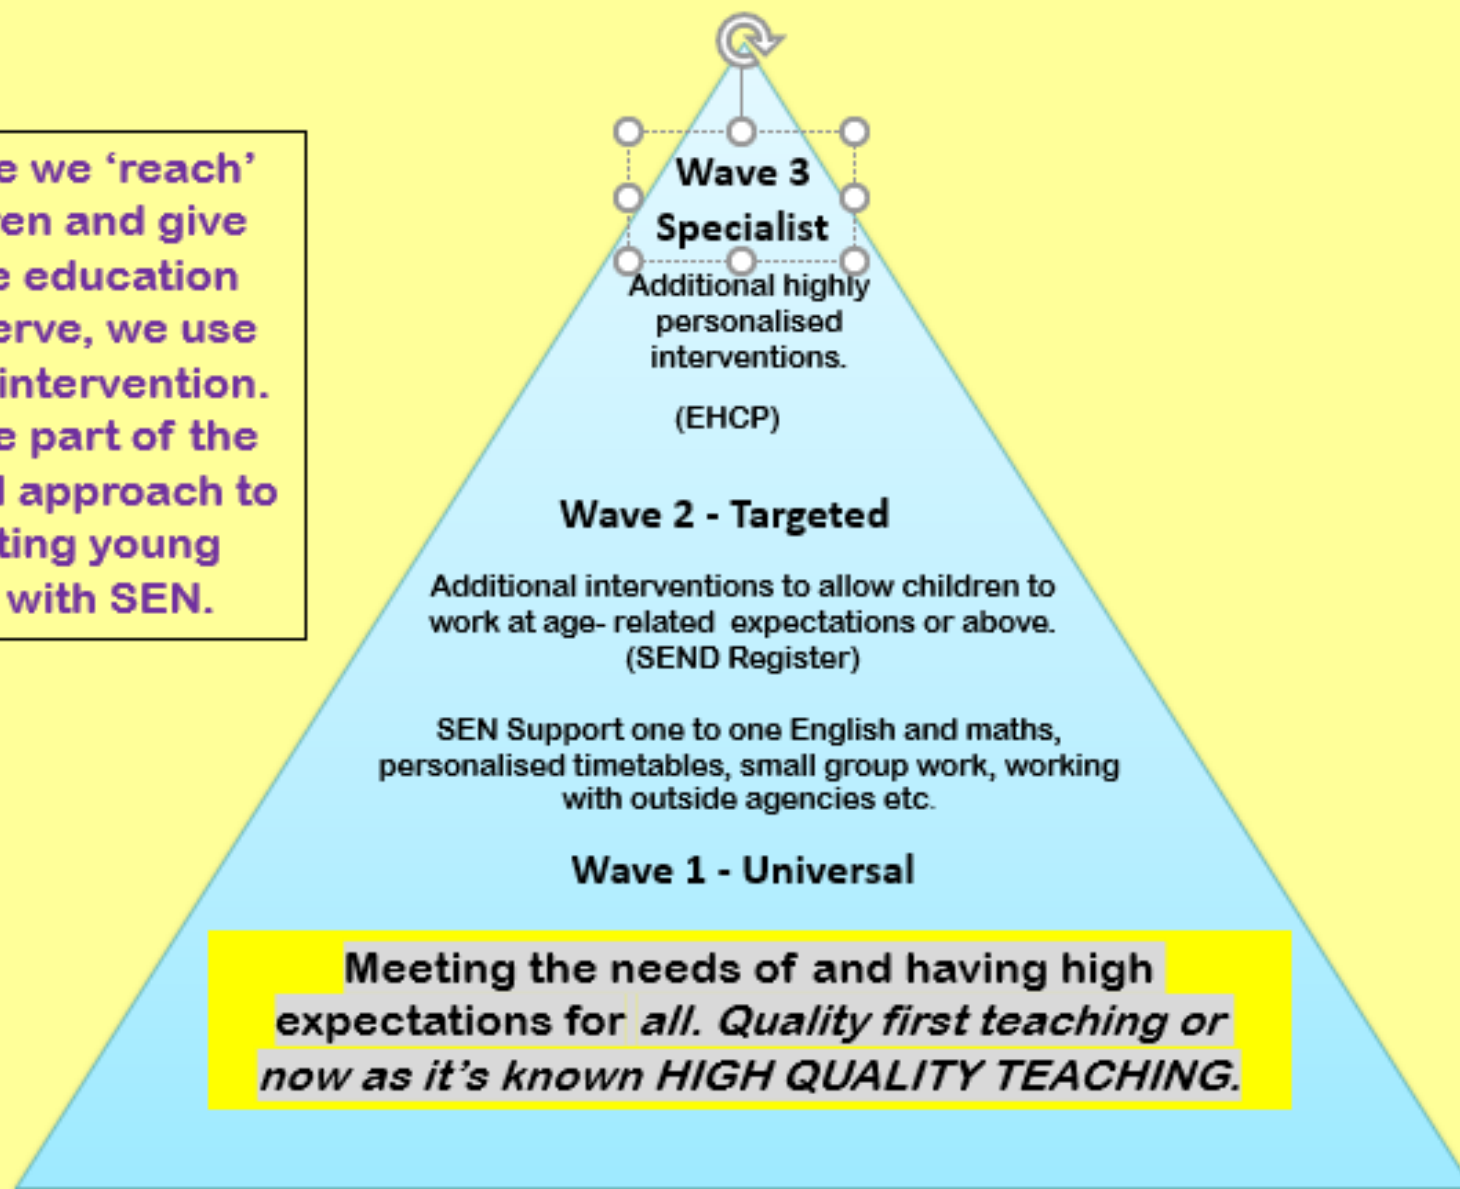 e we ‘reach’
en and give
e education
erve, we use
intervention.
e part of the
l approach to
ting young
with SEN.
Wave 3
Specialist
Additional highly
personalised
interventions.
(EHCP)
Wave 2 - Targeted
Additional interventions to allow children to
work at age- related expectations or above.
(SEND Register)
SEN Support one to one English and maths,
personalised timetables, small group work, working
with outside agencies etc.
Wave 1 - Universal
Meeting the needs of and having high
expectations for all. Quality first teaching or
now as it’s known HIGH QUALITY TEACHING.